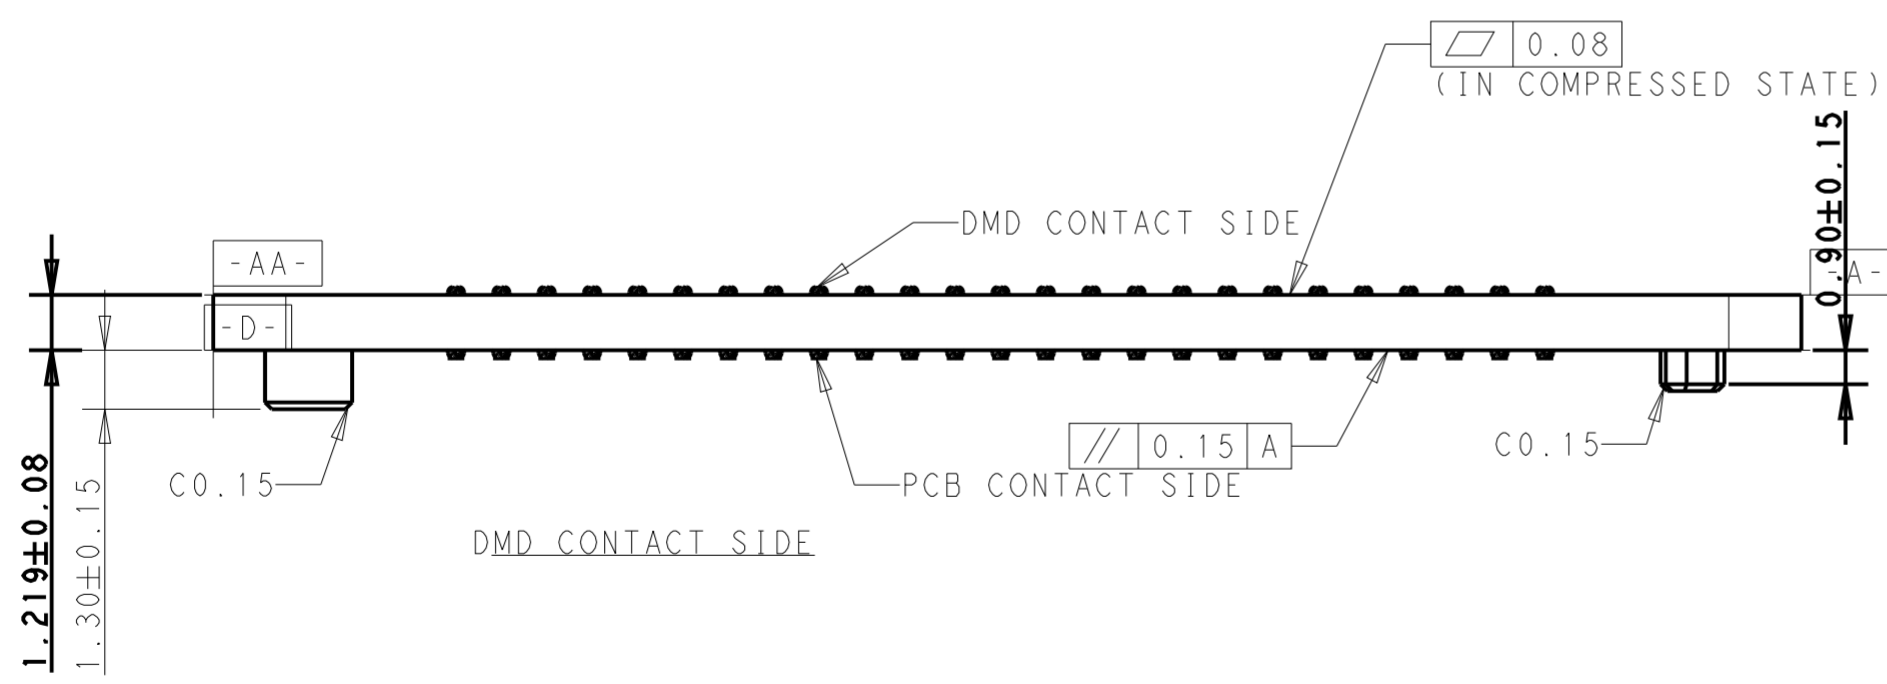 0.08
(IN COMPRESSED STATE)
0.90±0.15
DMD CONTACT SIDE
-AA-
-A-
-D-
// 0.15 A
C0.15
C0.15
PCB CONTACT SIDE
1.219±0.08
1.30±0.15
DMD CONTACT SIDE